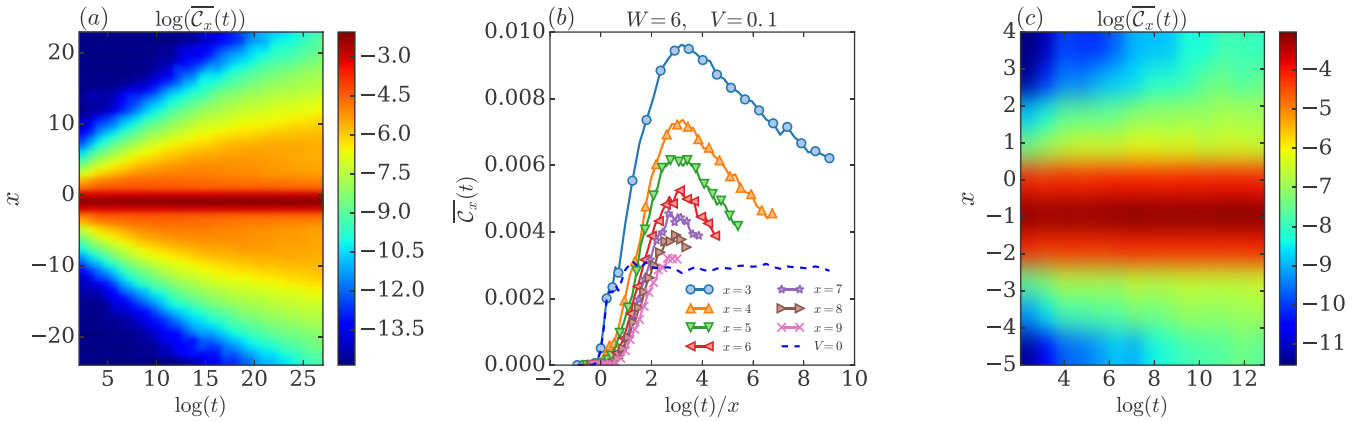 (a) log(C̅ₓ(t))
20
10
0
−10
−20
x
5 10 15 20 25
log(t)
−3.0
−4.5
−6.0
−7.5
−9.0
−10.5
−12.0
−13.5
(b) W=6, V=0.1
0.010
0.008
0.006
0.004
0.002
0.000
C̅ₓ(t)
−2 0 2 4 6 8 10
log(t)/x
x=3 x=7
x=4 x=8
x=5 x=9
x=6 V=0
(c) log(C̅ₓ(t))
4
3
2
1
0
−1
−2
−3
−4
−5
x
4 6 8 10 12
log(t)
−4
−5
−6
−7
−8
−9
−10
−11